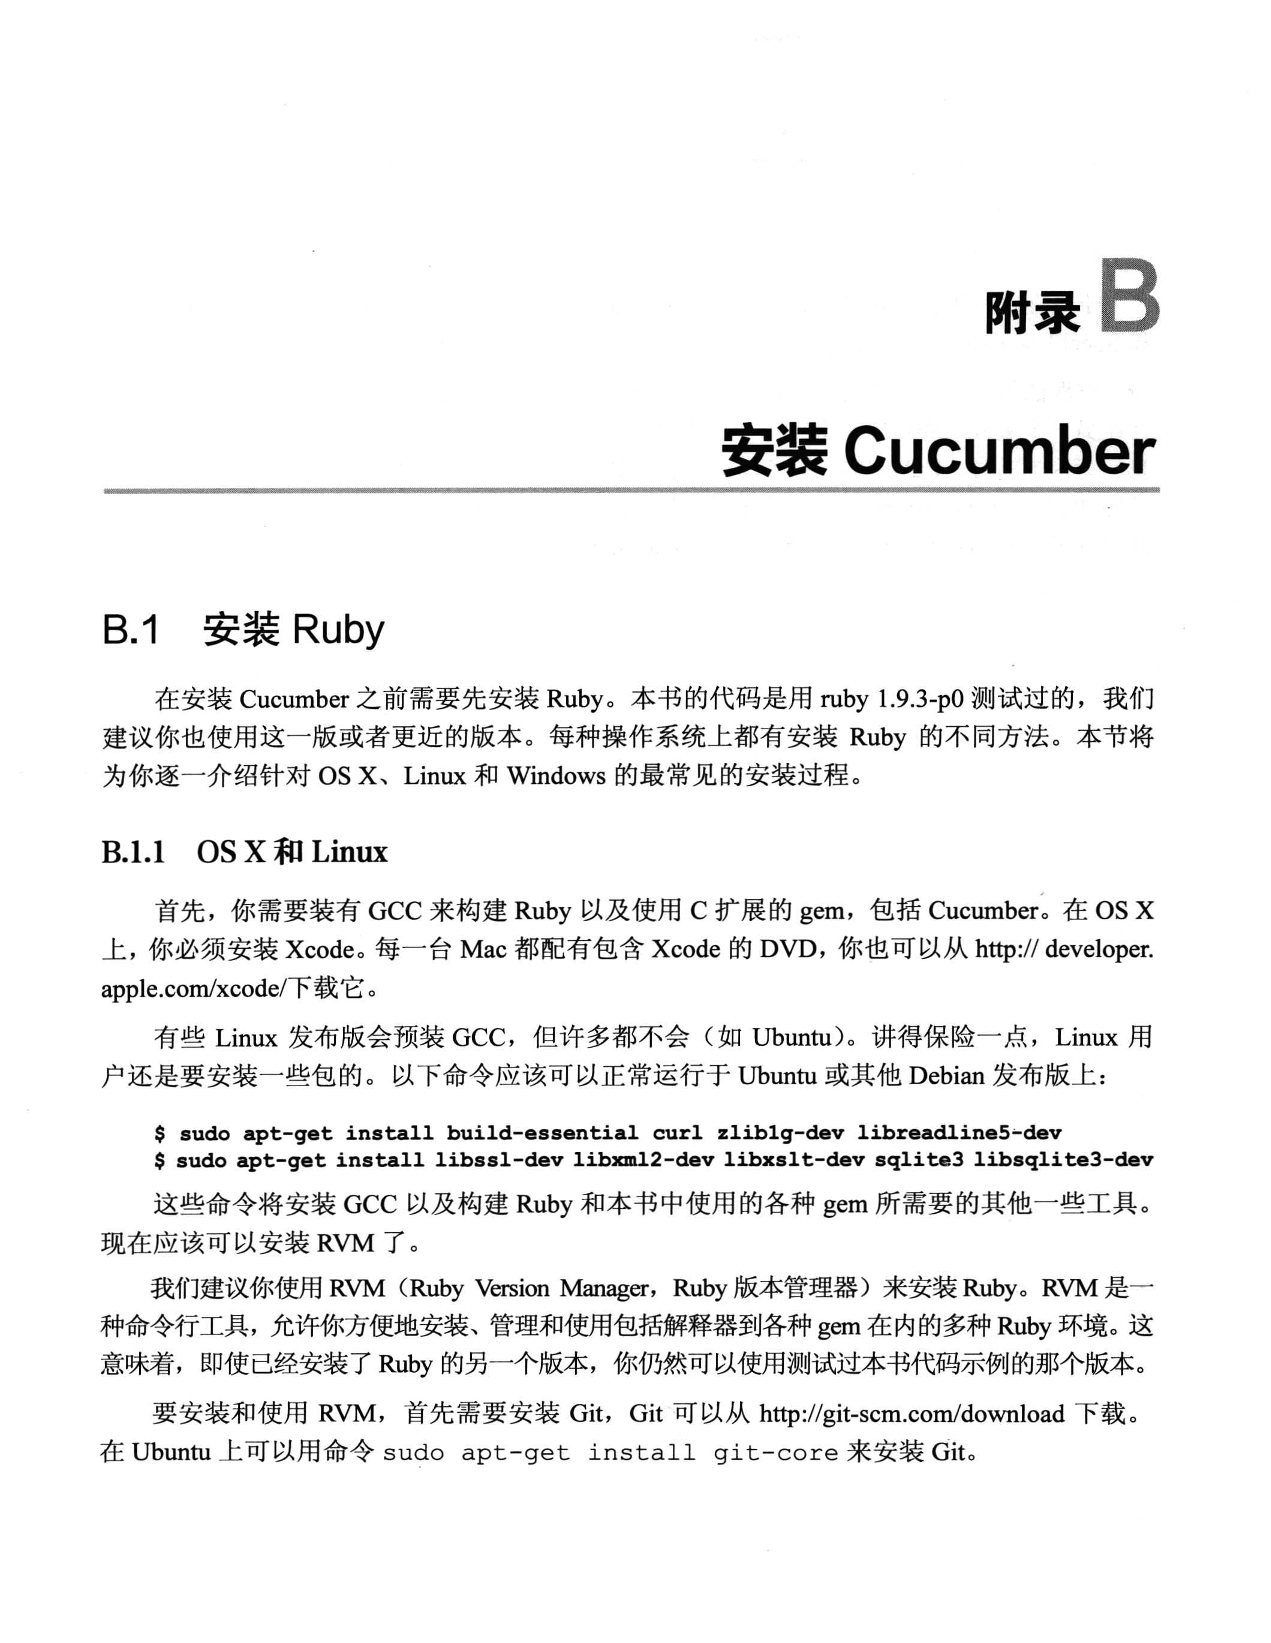 附录 B
安装 Cucumber
B.1 安装 Ruby
在安装 Cucumber 之前需要先安装 Ruby。本书的代码是用 ruby 1.9.3-p0 测试过的，我们
建议你也使用这一版或者更近的版本。每种操作系统上都有安装 Ruby 的不同方法。本节将
为你逐一介绍针对 OS X、Linux 和 Windows 的最常见的安装过程。
B.1.1 OS X 和 Linux
首先，你需要装有 GCC 来构建 Ruby 以及使用 C 扩展的 gem，包括 Cucumber。在 OS X
上，你必须安装 Xcode。每一台 Mac 都配有包含 Xcode 的 DVD，你也可以从 http:// developer.
apple.com/xcode/下载它。
有些 Linux 发布版会预装 GCC，但许多都不会（如 Ubuntu）。讲得保险一点，Linux 用
户还是要安装一些包的。以下命令应该可以正常运行于 Ubuntu 或其他 Debian 发布版上：
$ sudo apt-get install build-essential curl zlib1g-dev libreadline5-dev
$ sudo apt-get install libssl-dev libxml2-dev libxslt-dev sqlite3 libsqlite3-dev
这些命令将安装 GCC 以及构建 Ruby 和本书中使用的各种 gem 所需要的其他一些工具。
现在应该可以安装 RVM 了。
我们建议你使用 RVM（Ruby Version Manager，Ruby 版本管理器）来安装 Ruby。RVM 是一
种命令行工具，允许你方便地安装、管理和使用包括解释器到各种 gem 在内的多种 Ruby 环境。这
意味着，即使已经安装了 Ruby 的另一个版本，你仍然可以使用测试过本书代码示例的那个版本。
要安装和使用 RVM，首先需要安装 Git，Git 可以从 http://git-scm.com/download 下载。
在 Ubuntu 上可以用命令 sudo apt-get install git-core 来安装 Git。